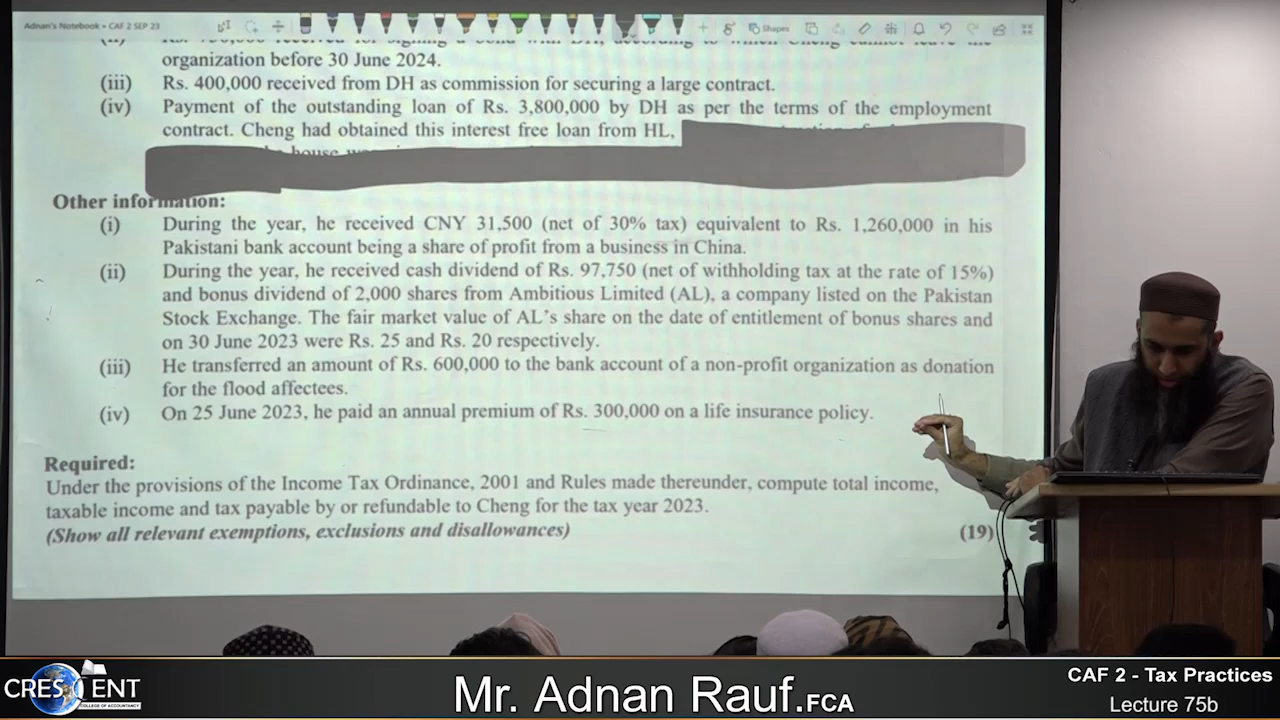 Adnan's Notebook - CAF 2 SEP 23
Shapes
organization before 30 June 2024.
(iii) Rs. 400,000 received from DH as commission for securing a large contract.
(iv) Payment of the outstanding loan of Rs. 3,800,000 by DH as per the terms of the employment
contract. Cheng had obtained this interest free loan from HL,
house
Other information:
(i) During the year, he received CNY 31,500 (net of 30% tax) equivalent to Rs. 1,260,000 in his
Pakistani bank account being a share of profit from a business in China.
(ii) During the year, he received cash dividend of Rs. 97,750 (net of withholding tax at the rate of 15%)
and bonus dividend of 2,000 shares from Ambitious Limited (AL), a company listed on the Pakistan
Stock Exchange. The fair market value of AL's share on the date of entitlement of bonus shares and
on 30 June 2023 were Rs. 25 and Rs. 20 respectively.
(iii) He transferred an amount of Rs. 600,000 to the bank account of a non-profit organization as donation
for the flood affectees.
(iv) On 25 June 2023, he paid an annual premium of Rs. 300,000 on a life insurance policy.
Required:
Under the provisions of the Income Tax Ordinance, 2001 and Rules made thereunder, compute total income,
taxable income and tax payable by or refundable to Cheng for the tax year 2023.
(Show all relevant exemptions, exclusions and disallowances) (19)
CRESCENT
COLLEGE OF ACCOUNTANCY
Mr. Adnan Rauf.FCA
CAF 2 - Tax Practices
Lecture 75b